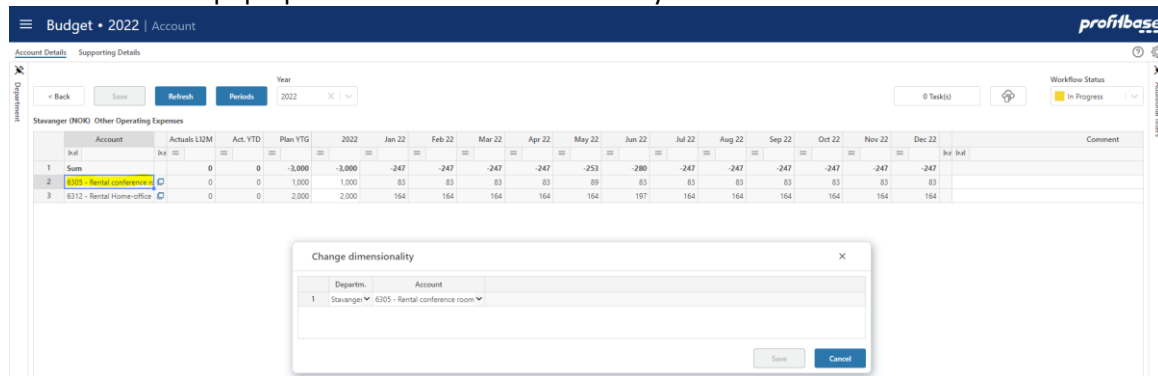 Budget • 2022 | Account
profitbase
Account Details Supporting Details
Department
Year
Workflow Status
< Back Save Refresh Periods 2022 0 Task(s) In Progress
Stavanger (NOK) Other Operating Expenses
Account Actuals L12M Act. YTD Plan YTG 2022 Jan 22 Feb 22 Mar 22 Apr 22 May 22 Jun 22 Jul 22 Aug 22 Sep 22 Oct 22 Nov 22 Dec 22 Comment
1 Sum 0 0 -3,000 -3,000 -247 -247 -247 -247 -253 -280 -247 -247 -247 -247 -247 -247
2 6305 - Rental conference 0 0 1,000 1,000 83 83 83 83 89 83 83 83 83 83 83 83
3 6312 - Rental Home-office 0 0 2,000 2,000 164 164 164 164 164 197 164 164 164 164 164 164
Change dimensionality
Departm. Account
1 Stavanger 6305 - Rental conference room
Save Cancel